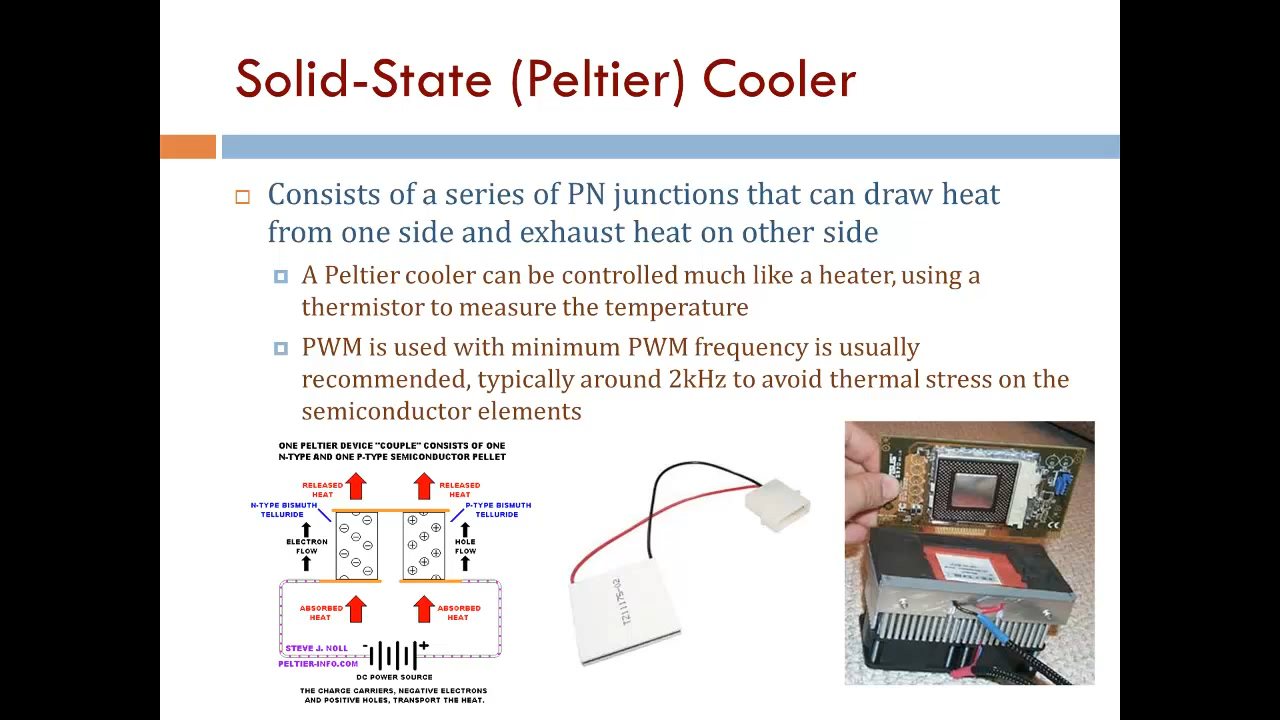 Solid-State (Peltier) Cooler
Consists of a series of PN junctions that can draw heat
from one side and exhaust heat on other side
A Peltier cooler can be controlled much like a heater, using a
thermistor to measure the temperature
PWM is used with minimum PWM frequency is usually
recommended, typically around 2kHz to avoid thermal stress on the
semiconductor elements
ONE PELTIER DEVICE "COUPLE" CONSISTS OF ONE
N-TYPE AND ONE P-TYPE SEMICONDUCTOR PELLET
RELEASED
HEAT
RELEASED
HEAT
N-TYPE BISMUTH
TELLURIDE
P-TYPE BISMUTH
TELLURIDE
ELECTRON
FLOW
HOLE
FLOW
ABSORBED
HEAT
ABSORBED
HEAT
STEVE J. NOLL
PELTIER-INFO.COM
- +
DC POWER SOURCE
THE CHARGE CARRIERS, NEGATIVE ELECTRONS
AND POSITIVE HOLES, TRANSPORT THE HEAT.